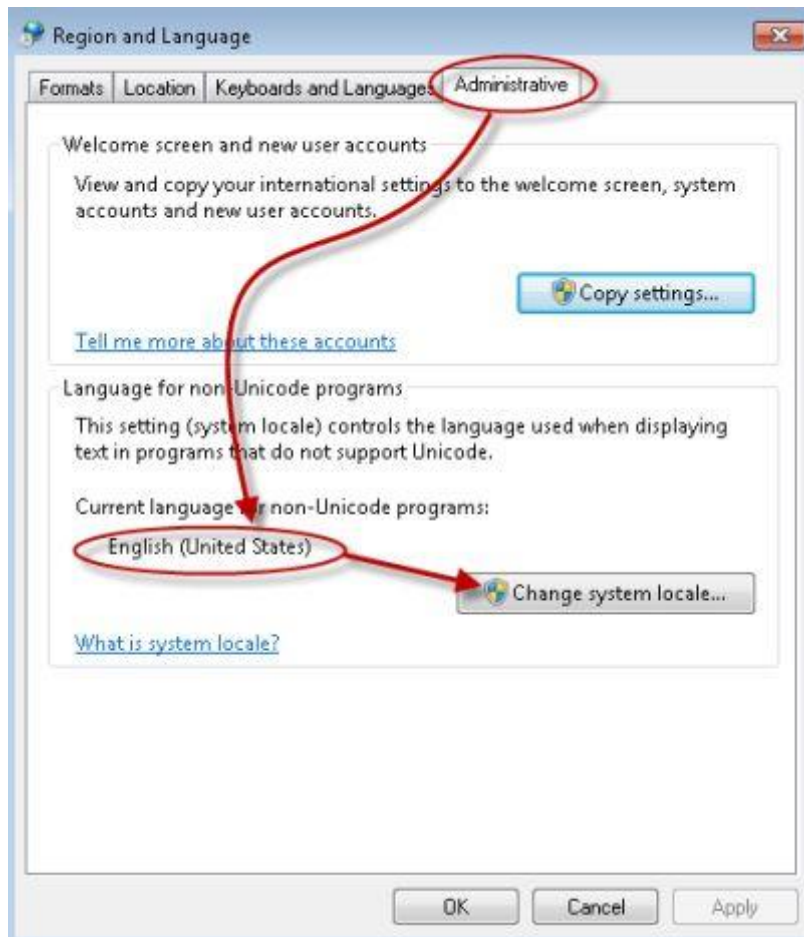 Region and Language
Formats Location Keyboards and Languages Administrative
Welcome screen and new user accounts
View and copy your international settings to the welcome screen, system
accounts and new user accounts.
Copy settings...
Tell me more about these accounts
Language for non-Unicode programs
This setting (system locale) controls the language used when displaying
text in programs that do not support Unicode.
Current language for non-Unicode programs:
English (United States)
Change system locale...
What is system locale?
OK Cancel Apply